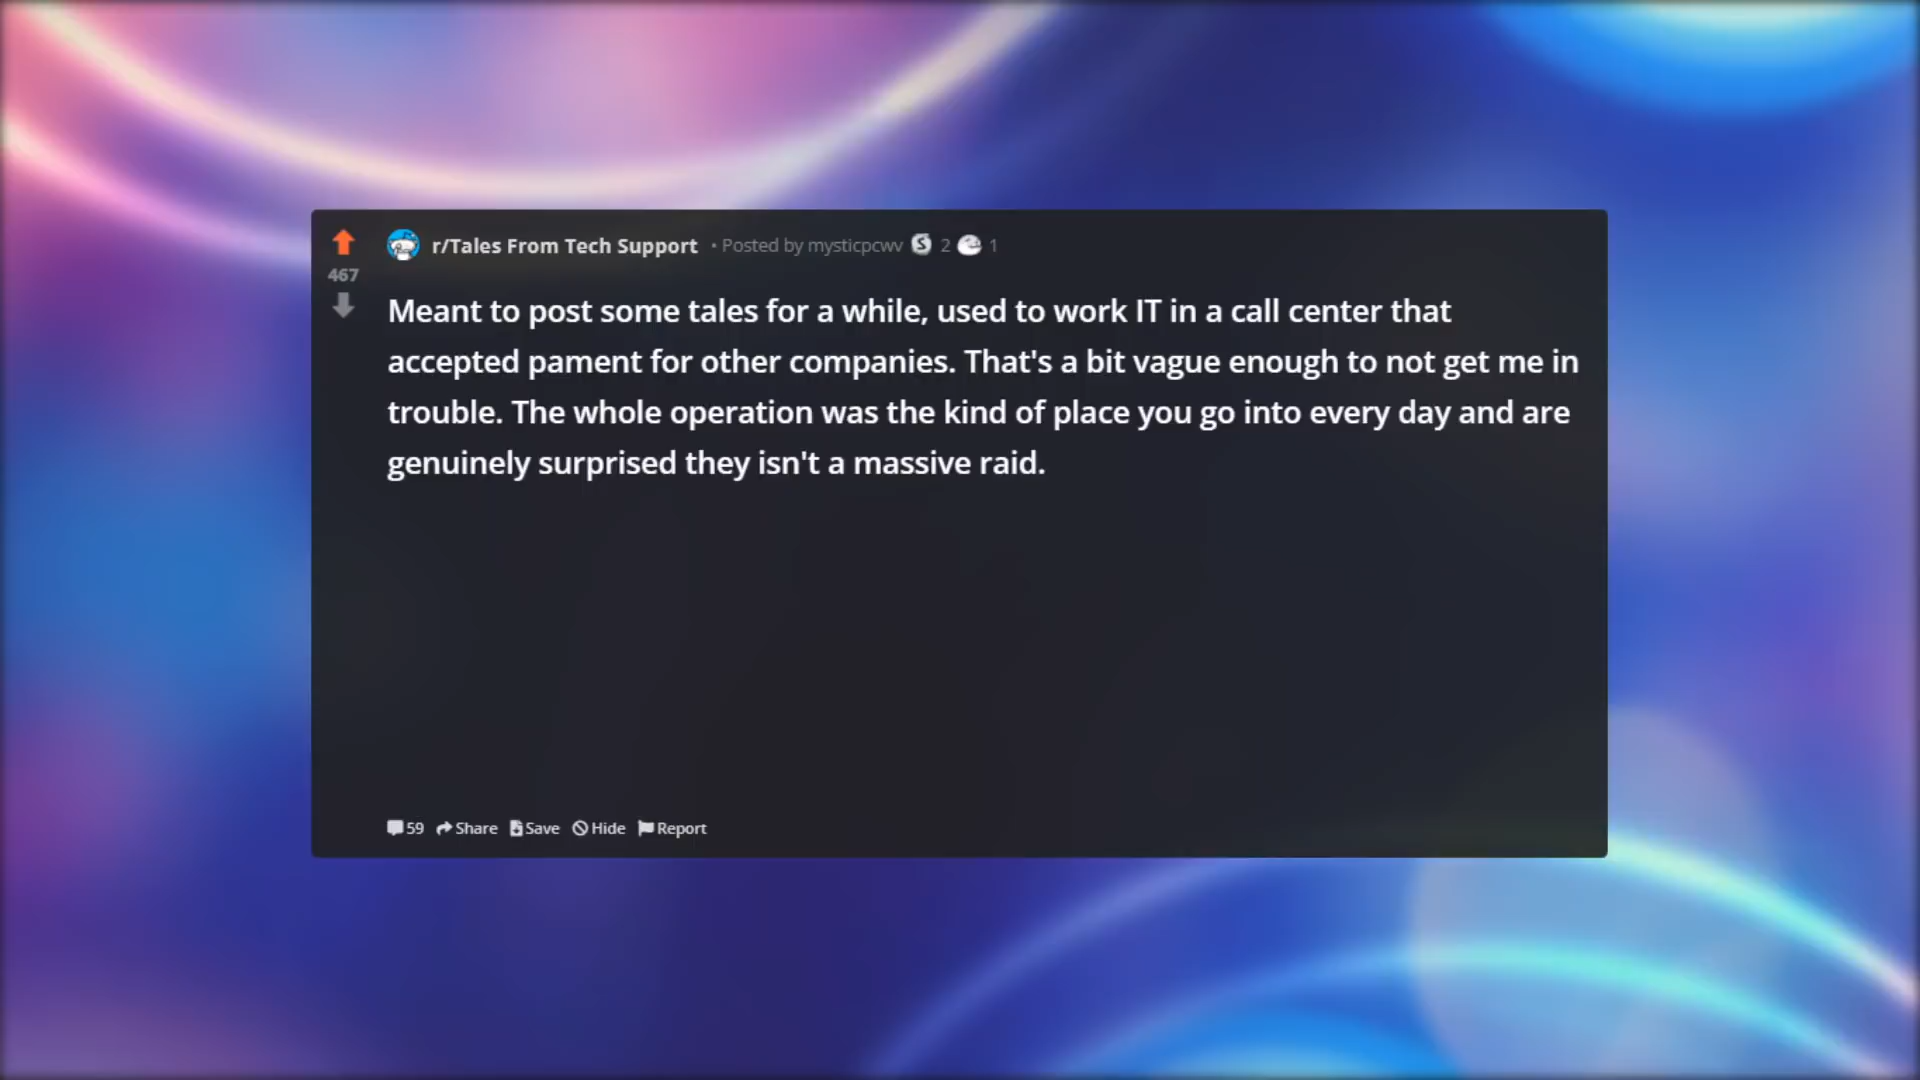 r/Tales From Tech Support • Posted by mysticpcwv 2 1
467
Meant to post some tales for a while, used to work IT in a call center that
accepted pament for other companies. That's a bit vague enough to not get me in
trouble. The whole operation was the kind of place you go into every day and are
genuinely surprised they isn't a massive raid.
59 Share Save Hide Report